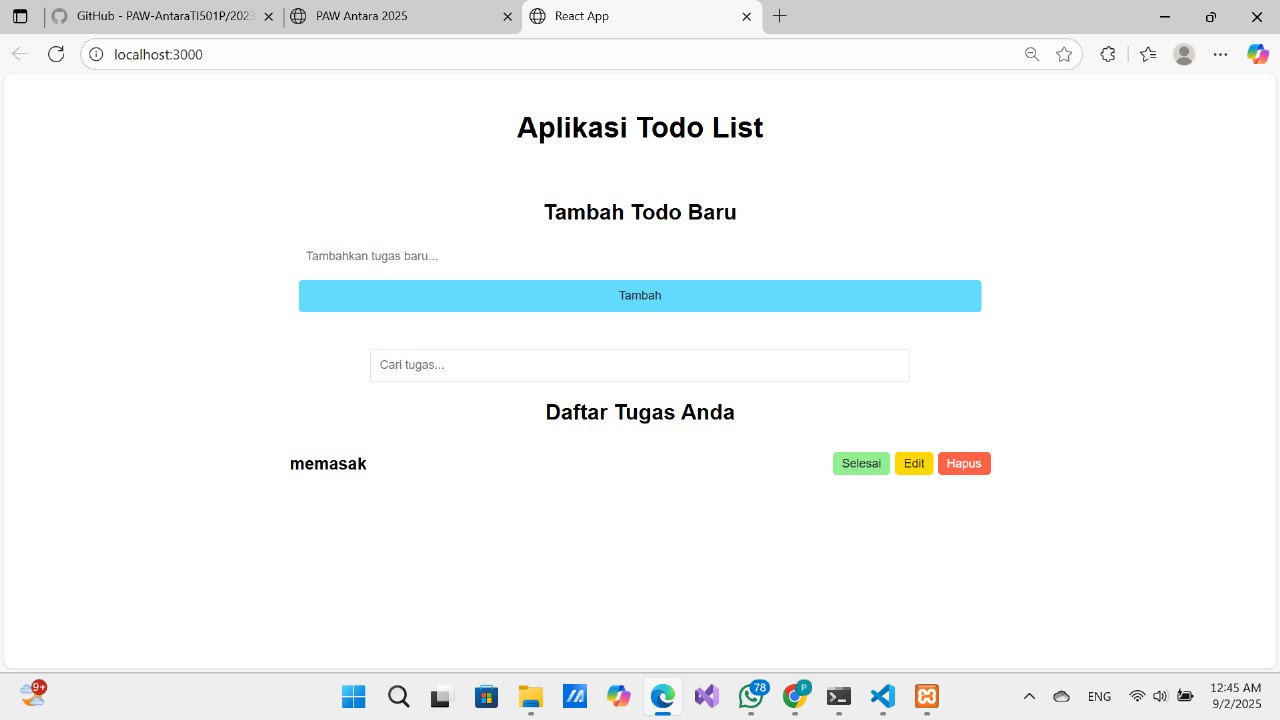 GitHub - PAW-AntaraTI501P/2023
PAW Antara 2025
React App
localhost:3000
Aplikasi Todo List
Tambah Todo Baru
Tambahkan tugas baru...
Tambah
Cari tugas...
Daftar Tugas Anda
memasak
Selesai
Edit
Hapus
9+
78
P
ENG
12:45 AM
9/2/2025